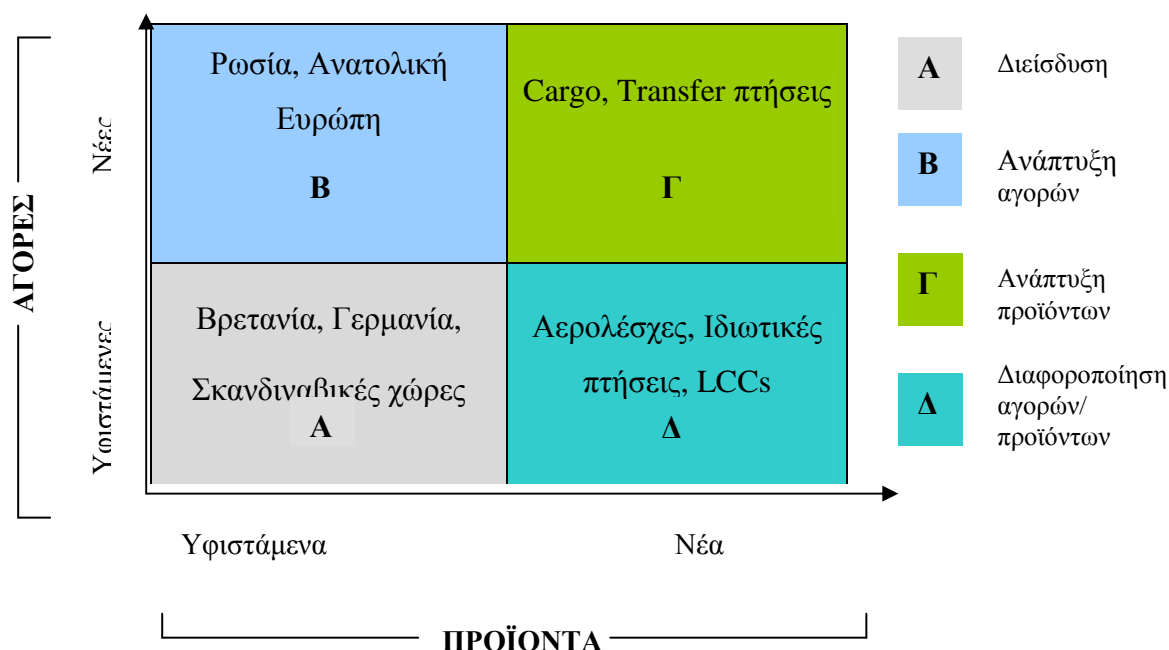 ΑΓΟΡΕΣ
Νέες
Υφιστάμενες
Ρωσία, Ανατολική
Ευρώπη
Β
Cargo, Transfer πτήσεις
Γ
Βρετανία, Γερμανία,
Σκανδιναβικές χώρες
Α
Αερολέσχες, Ιδιωτικές
πτήσεις, LCCs
Δ
Υφιστάμενα
Νέα
ΠΡΟΪΟΝΤΑ
Α
Διείσδυση
Β
Ανάπτυξη
αγορών
Γ
Ανάπτυξη
προϊόντων
Δ
Διαφοροποίηση
αγορών/
προϊόντων